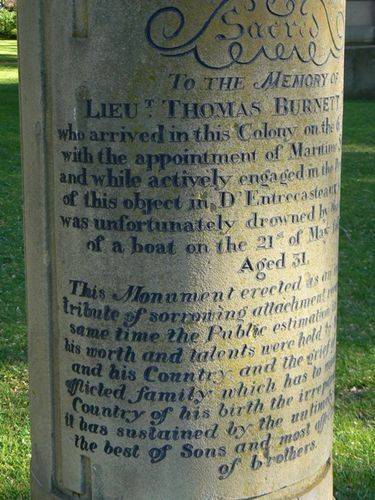 Sacred
TO THE MEMORY OF
LIEUT. THOMAS BURNETT
who arrived in this Colony on the
with the appointment of Marine
and while actively engaged in the
of this object in D'Entrecasteaux
was unfortunately drowned by
of a boat on the 21st of May
Aged 31.
This Monument erected as an
tribute of sorrowing attachment
same time the Public estimation
his worth and talents were held
and his Country, and the grief
afflicted family which has to
Country of his birth the
it has sustained by the
the best of Sons and most
of brothers.